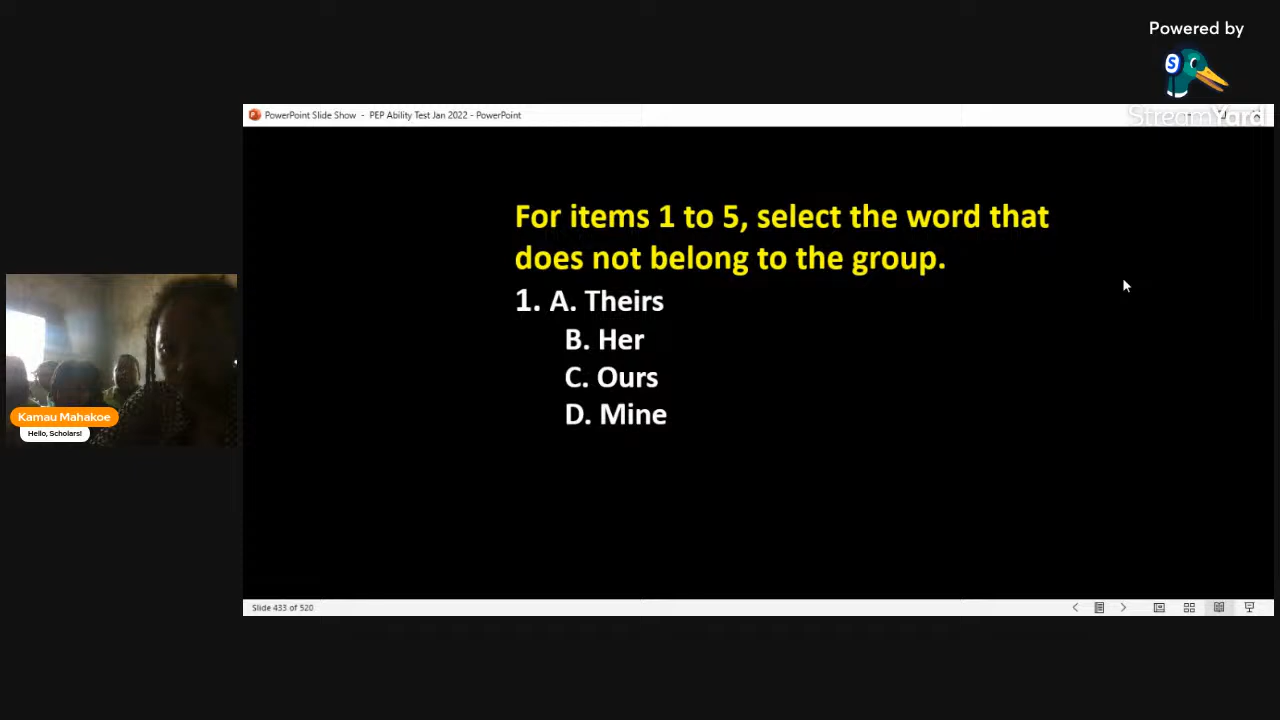 Powered by
S
StreamYard
PowerPoint Slide Show - PEP Ability Test Jan 2022 - PowerPoint
For items 1 to 5, select the word that
does not belong to the group.
1. A. Theirs
B. Her
C. Ours
D. Mine
Kamau Mahakoe
Hello, Scholars!
Slide 433 of 520